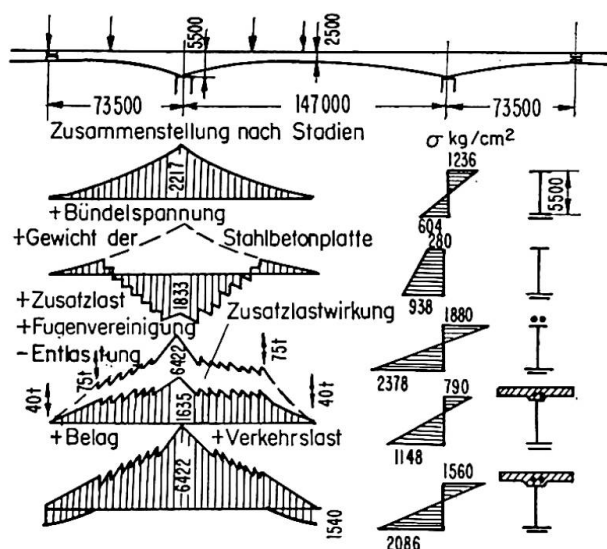 5500
2500
73500
147000
73500
Zusammenstellung nach Stadien
σ kg/cm²
1236
-2217
5500
604
+Bündelspannung
+Gewicht der
Stahlbetonplatte
280
1833
938
+Zusatzlast
Zusatzlastwirkung
+Fugenvereinigung
1880
-Entlastung
75t
6422
75t
2378
790
40t
1635
40t
+Belag
+Verkehrslast
1148
-6422
1560
1540
2086